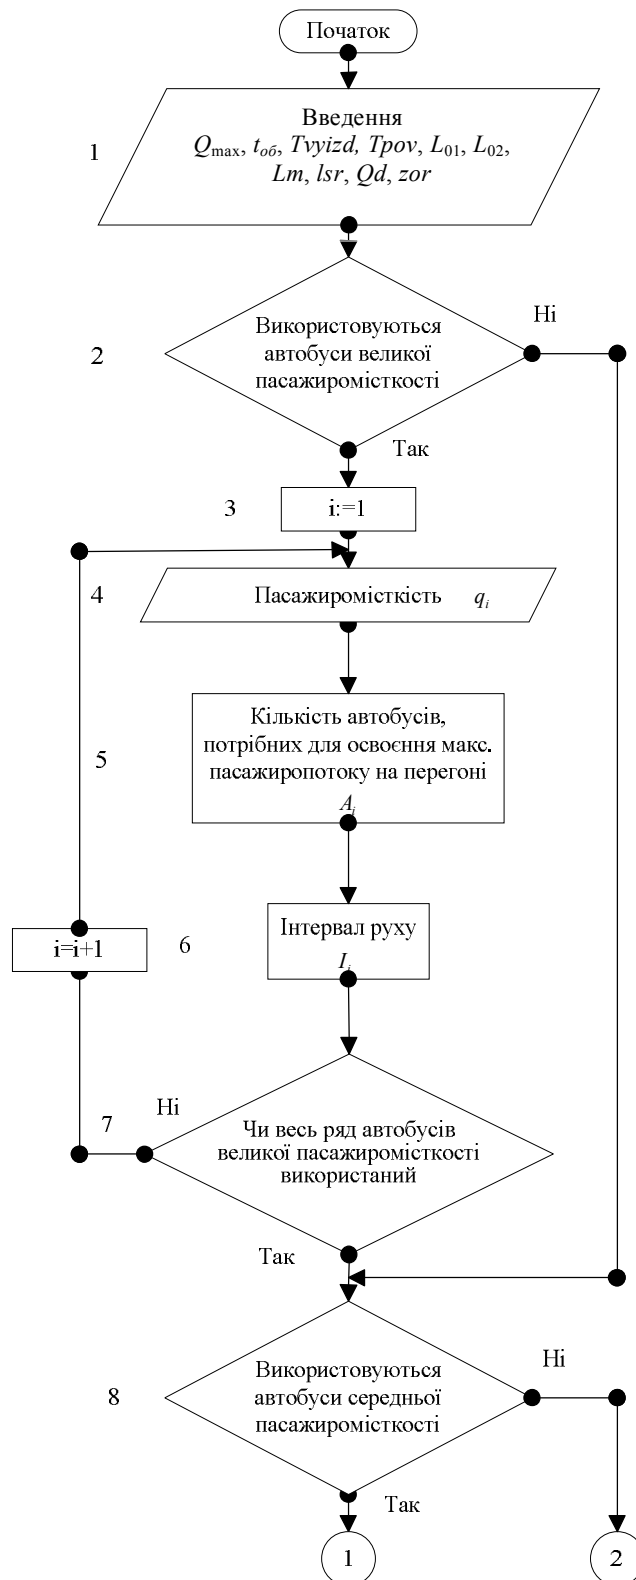 Початок
Введення
1
Qmax, tоб, Tvyizd, Tpov, L01, L02,
Lm, lsr, Qd, zor
Ні
2
Використовуються
автобуси великої
пасажиромісткості
Так
3
i:=1
4
Пасажиромісткість qi
Кількість автобусів,
потрібних для освоєння макс.
5
пасажиропотоку на перегоні
Ai
Інтервал руху
i=i+1
6
Ii
Ні
7
Чи весь ряд автобусів
великої пасажиромісткості
використаний
Так
Ні
8
Використовуються
автобуси середньої
пасажиромісткості
Так
1
2